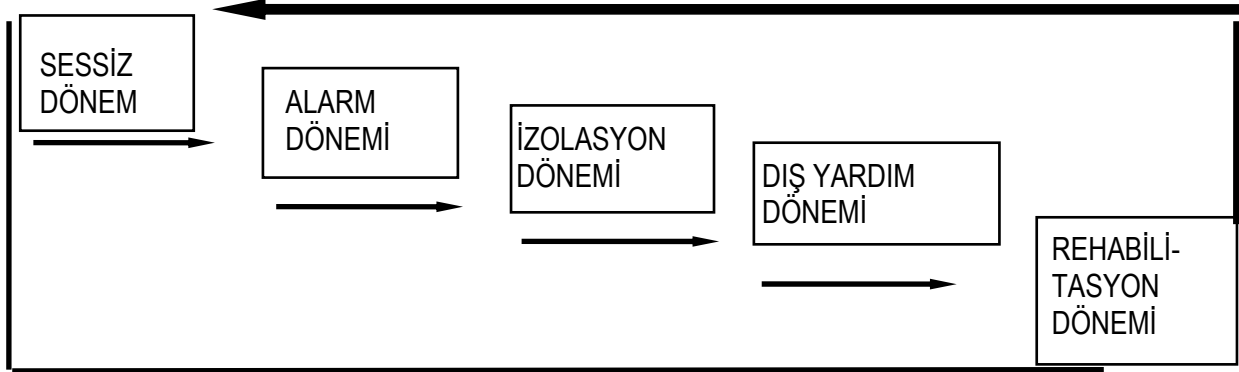 SESSİZ
DÖNEM
ALARM
DÖNEMİ
İZOLASYON
DÖNEMİ
DIŞ YARDIM
DÖNEMİ
REHABİLİ-
TASYON
DÖNEMİ